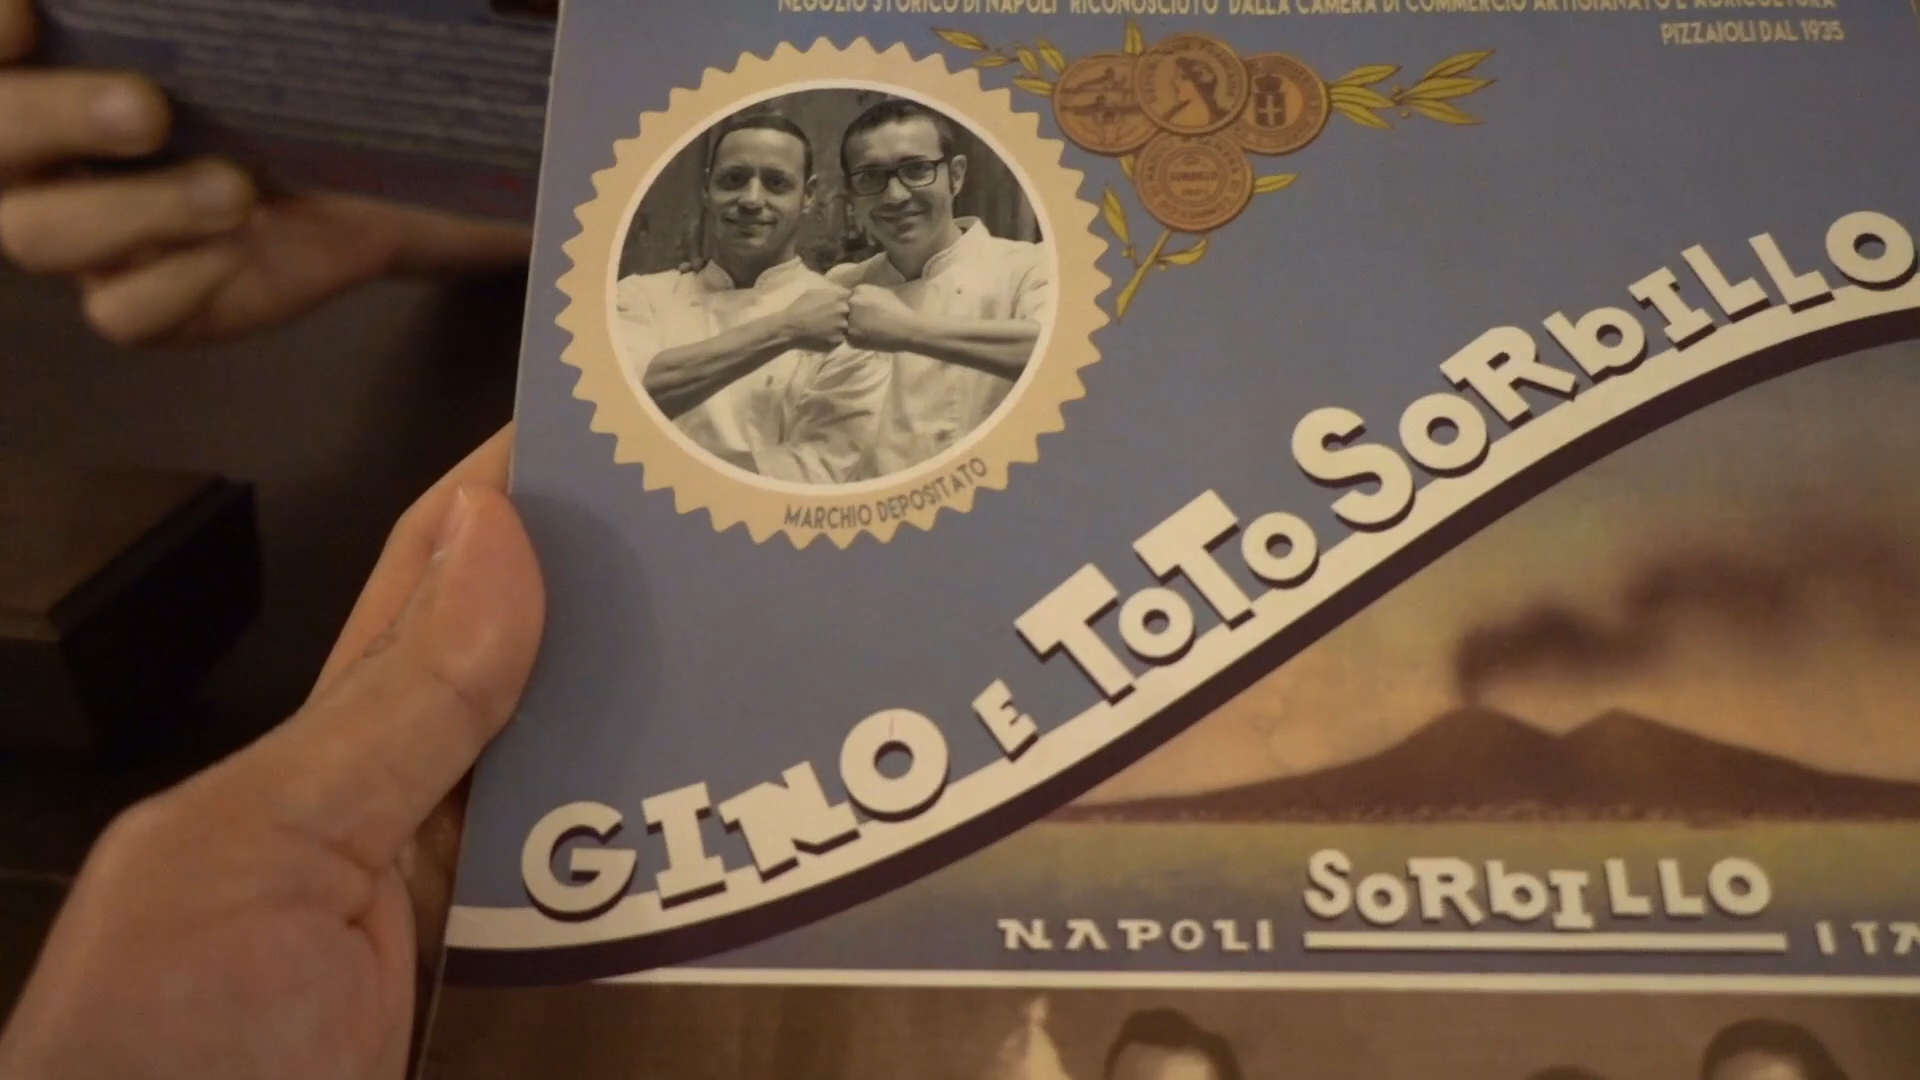 NEGOZIO STORICO DI NAPOLI RICONOSCIUTO DALLA CAMERA DI COMMERCIO ARTIGIANATO E AGRICOLTURA
PIZZAIOLI DAL 1935
MARCHIO DEPOSITATO
GINO E TOTO SORBILLO
NAPOLI SORBILLO ITA